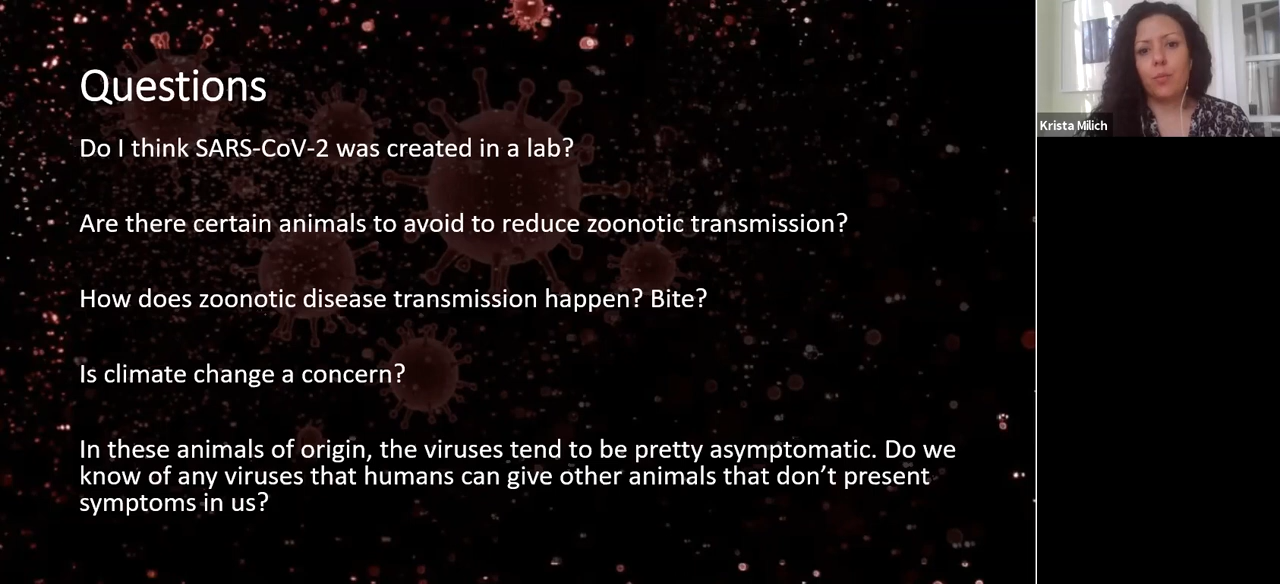 Questions
Do I think SARS-CoV-2 was created in a lab?
Are there certain animals to avoid to reduce zoonotic transmission?
How does zoonotic disease transmission happen? Bite?
Is climate change a concern?
In these animals of origin, the viruses tend to be pretty asymptomatic. Do we
know of any viruses that humans can give other animals that don’t present
symptoms in us?
Krista Milich